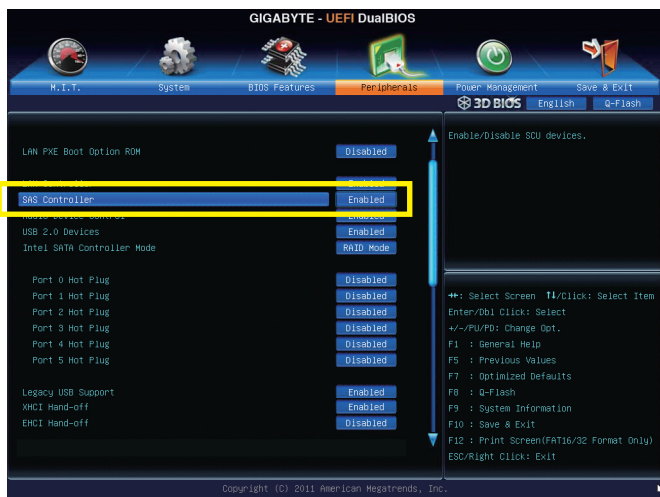 GIGABYTE - UEFI DualBIOS
M.I.T. System BIOS Features Peripherals Power Management Save & Exit
3D BIOS English Q-Flash
Enable/Disable SCU devices.
LAN PXE Boot Option ROM Disabled
SAS Controller Enabled
USB 2.0 Devices Enabled
Intel SATA Controller Mode RAID Mode
Port 0 Hot Plug Disabled
Port 1 Hot Plug Disabled
Port 2 Hot Plug Disabled
Port 3 Hot Plug Disabled
Port 4 Hot Plug Disabled
Port 5 Hot Plug Disabled
Legacy USB Support Enabled
XHCI Hand-off Enabled
EHCI Hand-off Disabled
→←: Select Screen ↑↓/Click: Select Item
Enter/Dbl Click: Select
+/-/PU/PD: Change Opt.
F1 : General Help
F5 : Previous Values
F7 : Optimized Defaults
F8 : Q-Flash
F9 : System Information
F10 : Save & Exit
F12 : Print Screen(FAT16/32 Format Only)
ESC/Right Click: Exit
Copyright (C) 2011 American Megatrends, Inc.